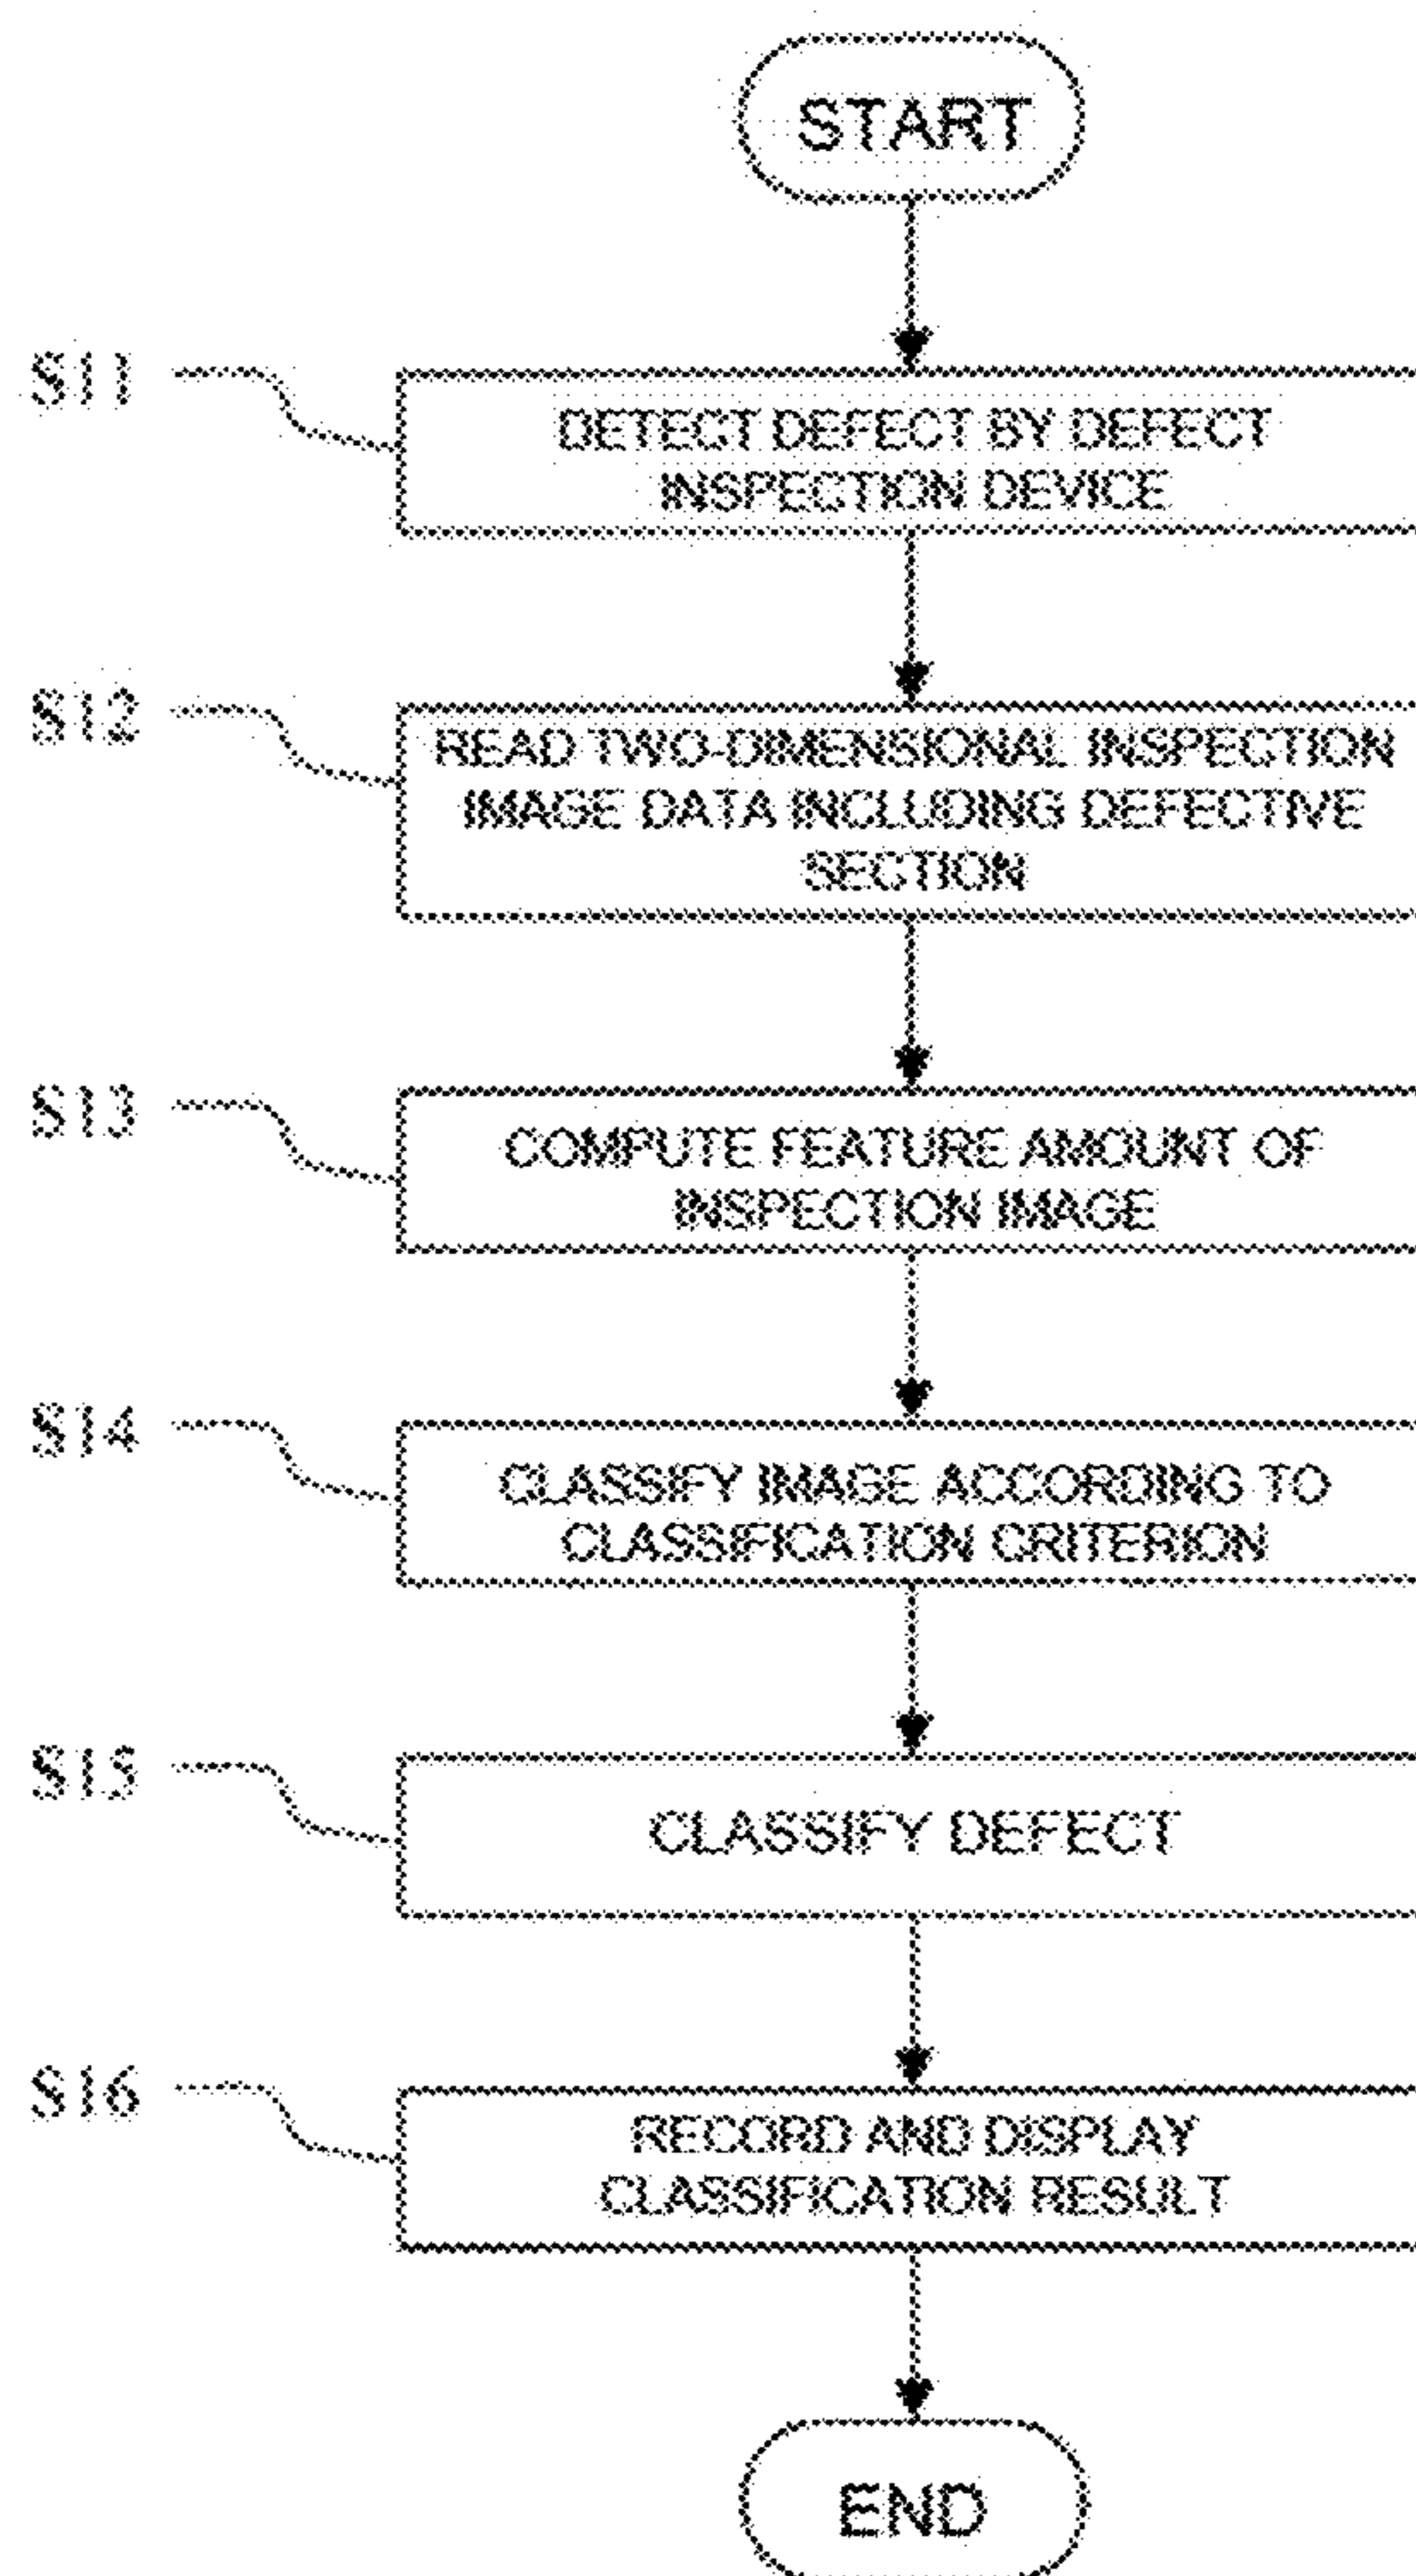 START
S11
DETECT DEFECT BY DEFECT
INSPECTION DEVICE
S12
READ TWO-DIMENSIONAL INSPECTION
IMAGE DATA INCLUDING DEFECTIVE
SECTION
S13
COMPUTE FEATURE AMOUNT OF
INSPECTION IMAGE
S14
CLASSIFY IMAGE ACCORDING TO
CLASSIFICATION CRITERION
S15
CLASSIFY DEFECT
S16
RECORD AND DISPLAY
CLASSIFICATION RESULT
END